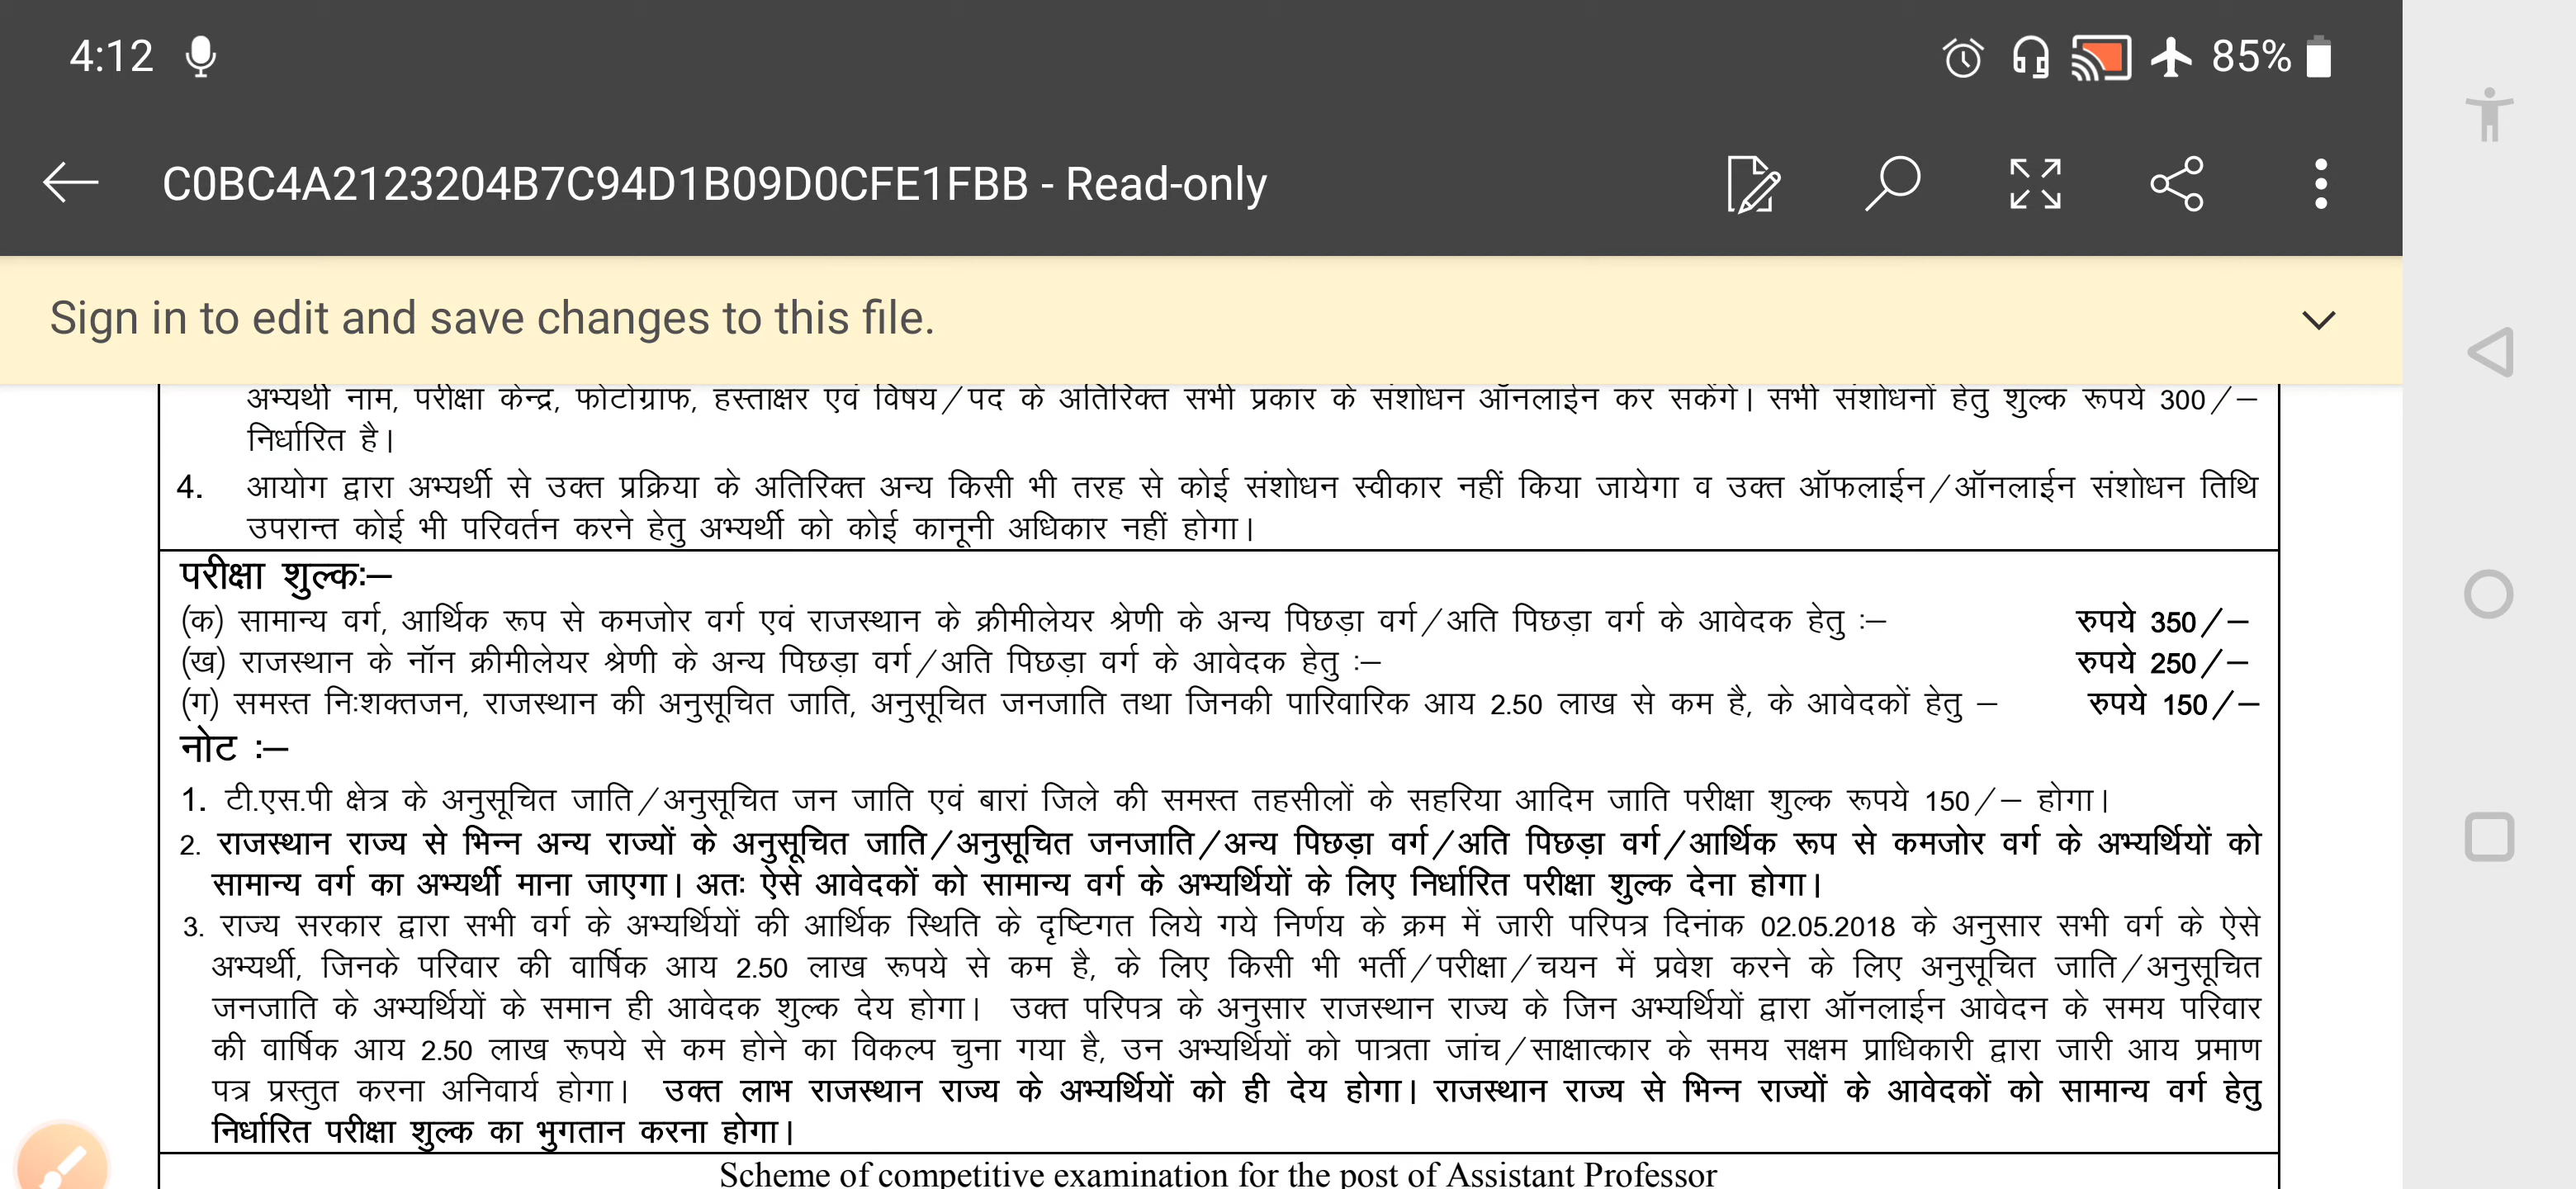 4:12
85%
C0BC4A2123204B7C94D1B09D0CFE1FBB - Read-only
Sign in to edit and save changes to this file.
अभ्यर्थी नाम, परीक्षा केन्द्र, फोटोग्राफ, हस्ताक्षर एवं विषय/पद के अतिरिक्त सभी प्रकार के संशोधन ऑनलाईन कर सकेंगे। सभी संशोधनों हेतु शुल्क रूपये 300/–
निर्धारित है।
4. आयोग द्वारा अभ्यर्थी से उक्त प्रक्रिया के अतिरिक्त अन्य किसी भी तरह से कोई संशोधन स्वीकार नहीं किया जायेगा व उक्त ऑफलाईन/ऑनलाईन संशोधन तिथि
उपरान्त कोई भी परिवर्तन करने हेतु अभ्यर्थी को कोई कानूनी अधिकार नहीं होगा।
परीक्षा शुल्कः–
(क) सामान्य वर्ग, आर्थिक रूप से कमजोर वर्ग एवं राजस्थान के क्रीमीलेयर श्रेणी के अन्य पिछड़ा वर्ग/अति पिछड़ा वर्ग के आवेदक हेतु :– रुपये 350/–
(ख) राजस्थान के नॉन क्रीमीलेयर श्रेणी के अन्य पिछड़ा वर्ग/अति पिछड़ा वर्ग के आवेदक हेतु :– रुपये 250/–
(ग) समस्त निःशक्तजन, राजस्थान की अनुसूचित जाति, अनुसूचित जनजाति तथा जिनकी पारिवारिक आय 2.50 लाख से कम है, के आवेदकों हेतु – रुपये 150/–
नोट :–
1. टी.एस.पी क्षेत्र के अनुसूचित जाति/अनुसूचित जन जाति एवं बारां जिले की समस्त तहसीलों के सहरिया आदिम जाति परीक्षा शुल्क रूपये 150/– होगा।
2. राजस्थान राज्य से भिन्न अन्य राज्यों के अनुसूचित जाति/अनुसूचित जनजाति/अन्य पिछड़ा वर्ग/अति पिछड़ा वर्ग/आर्थिक रूप से कमजोर वर्ग के अभ्यर्थियों को
सामान्य वर्ग का अभ्यर्थी माना जाएगा। अतः ऐसे आवेदकों को सामान्य वर्ग के अभ्यर्थियों के लिए निर्धारित परीक्षा शुल्क देना होगा।
3. राज्य सरकार द्वारा सभी वर्ग के अभ्यर्थियों की आर्थिक स्थिति के दृष्टिगत लिये गये निर्णय के क्रम में जारी परिपत्र दिनांक 02.05.2018 के अनुसार सभी वर्ग के ऐसे
अभ्यर्थी, जिनके परिवार की वार्षिक आय 2.50 लाख रूपये से कम है, के लिए किसी भी भर्ती/परीक्षा/चयन में प्रवेश करने के लिए अनुसूचित जाति/अनुसूचित
जनजाति के अभ्यर्थियों के समान ही आवेदक शुल्क देय होगा। उक्त परिपत्र के अनुसार राजस्थान राज्य के जिन अभ्यर्थियों द्वारा ऑनलाईन आवेदन के समय परिवार
की वार्षिक आय 2.50 लाख रूपये से कम होने का विकल्प चुना गया है, उन अभ्यर्थियों को पात्रता जांच/साक्षात्कार के समय सक्षम प्राधिकारी द्वारा जारी आय प्रमाण
पत्र प्रस्तुत करना अनिवार्य होगा। उक्त लाभ राजस्थान राज्य के अभ्यर्थियों को ही देय होगा। राजस्थान राज्य से भिन्न राज्यों के आवेदकों को सामान्य वर्ग हेतु
निर्धारित परीक्षा शुल्क का भुगतान करना होगा।
Scheme of competitive examination for the post of Assistant Professor